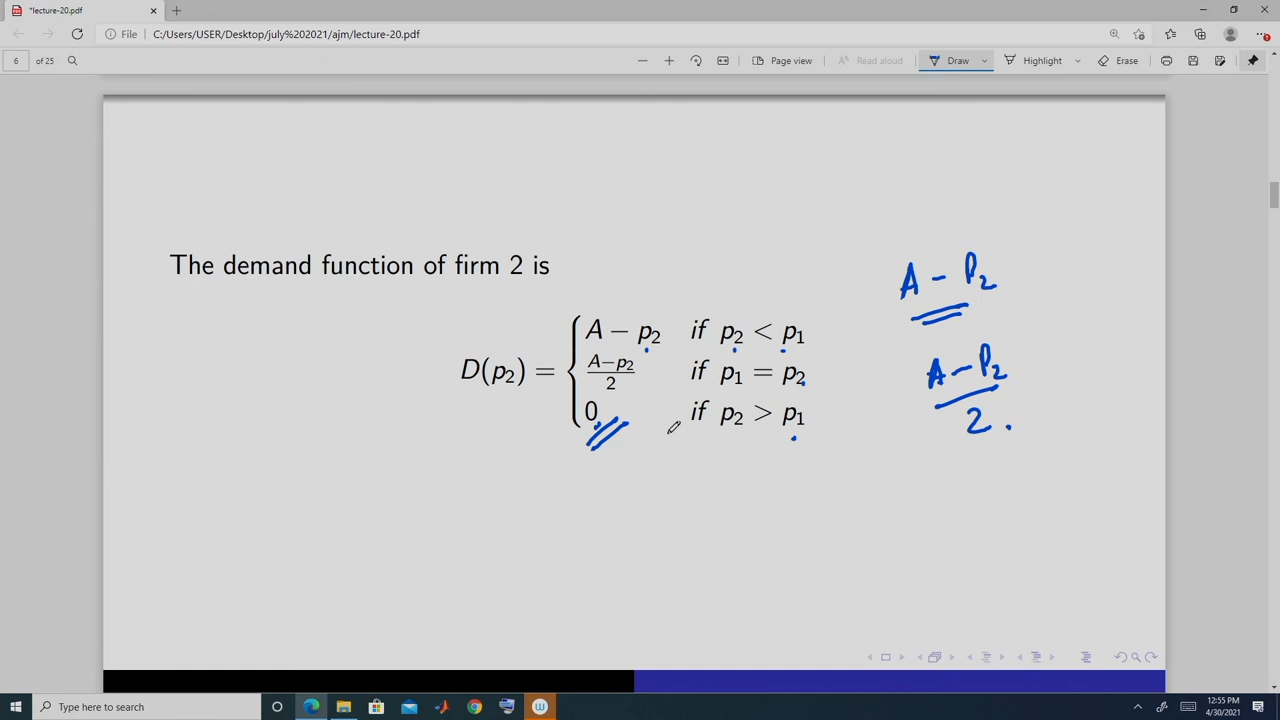 *lecture-20.pdf
File C:/Users/USER/Desktop/july%202021/ajm/lecture-20.pdf
6 of 25 Page view Read aloud Draw Highlight Erase
The demand function of firm 2 is
D(p₂) = { A − p₂ if p₂ < p₁
(A−p₂)/2 if p₁ = p₂
0 if p₂ > p₁
A − P₂
A − P₂
2 .
Type here to search
12:55 PM
4/30/2021